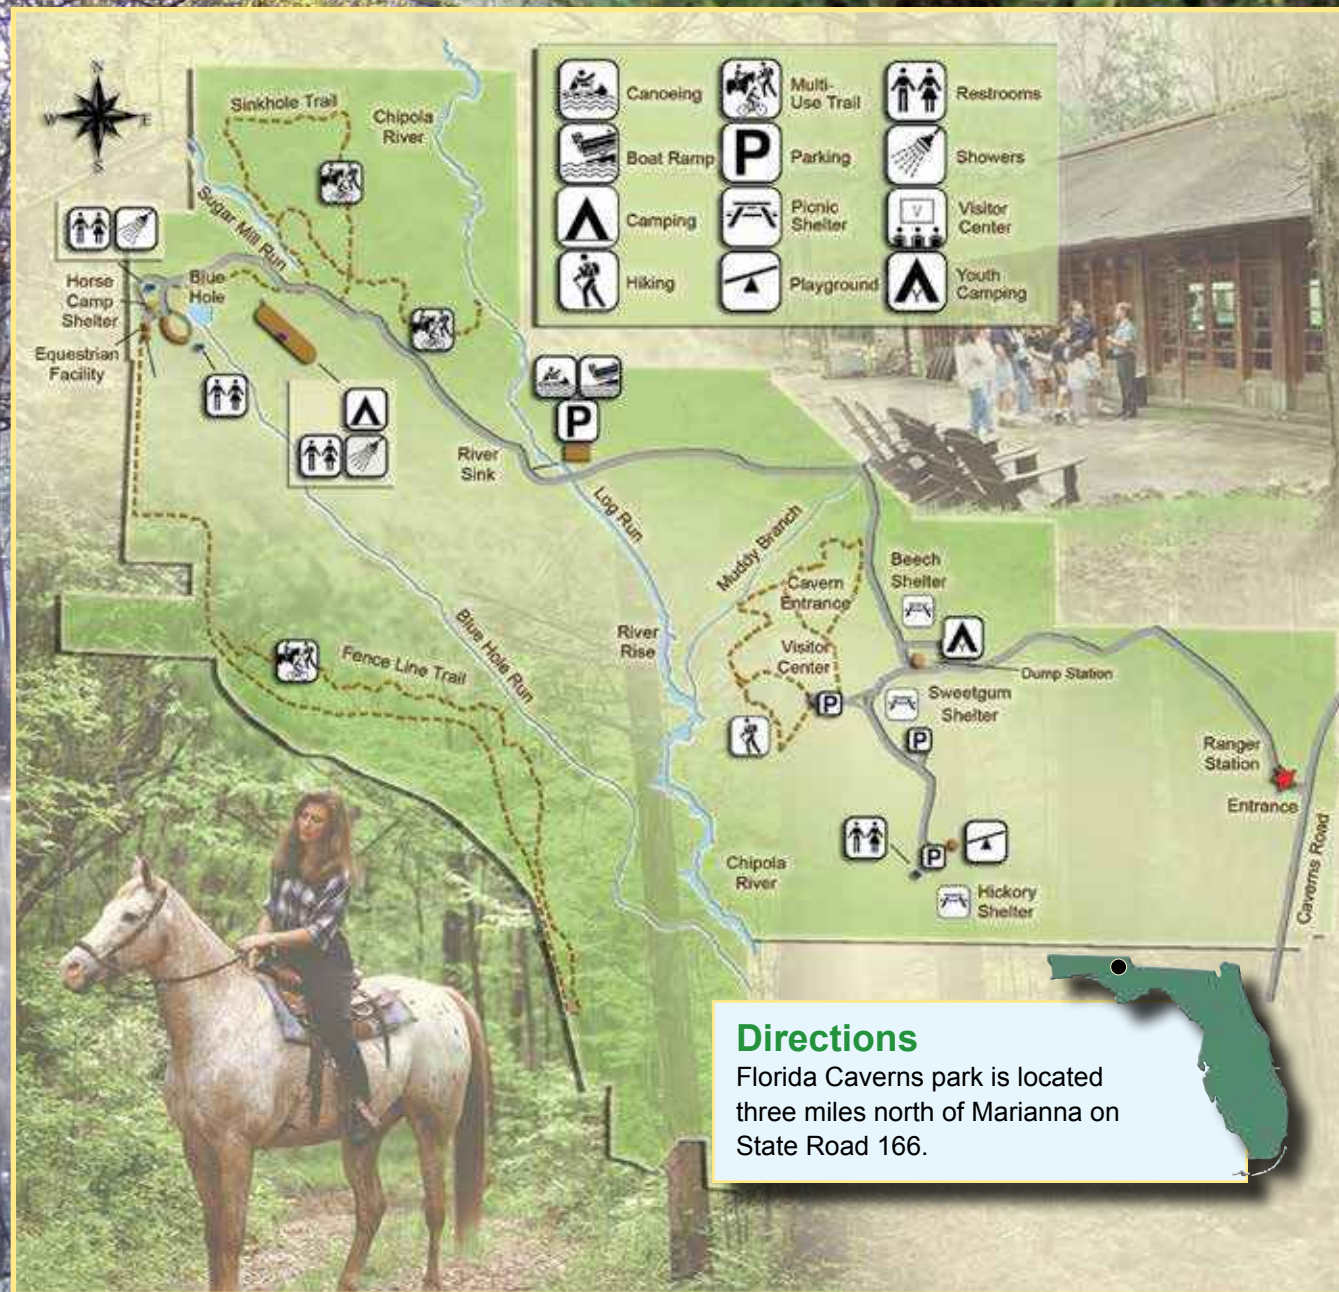 N
W
E
S
Sinkhole Trail
Chipola
River
Canoeing
Multi-
Use Trail
Restrooms
Boat Ramp
P
Parking
Showers
Camping
Picnic
Shelter
V
Visitor
Center
Hiking
Playground
Y
Youth
Camping
Sugar Mill Run
Horse
Camp
Shelter
Blue
Hole
Equestrian
Facility
P
River
Sink
Log Run
Muddy Branch
Beech
Shelter
Cavern
Entrance
Blue Hole Run
River
Rise
Visitor
Center
Y
Dump Station
Fence Line Trail
P
Sweetgum
Shelter
P
Ranger
Station
Entrance
Caverns Road
P
Chipola
River
Hickory
Shelter
Directions
Florida Caverns park is located
three miles north of Marianna on
State Road 166.